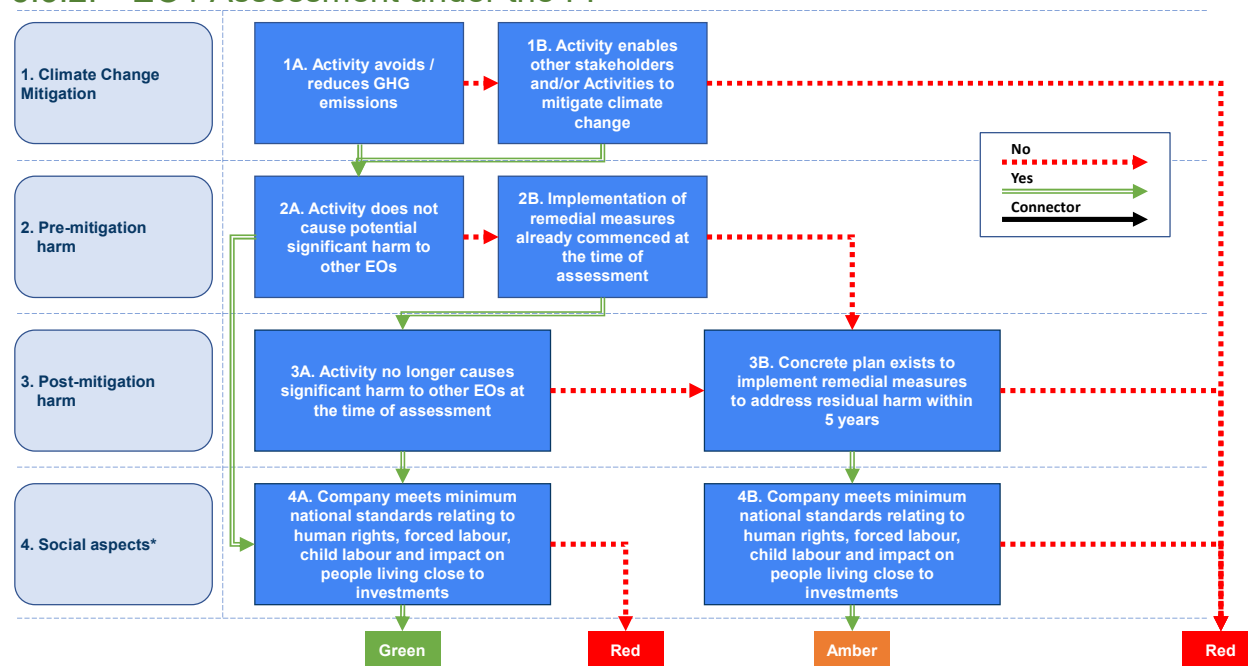 Assessment under the
1. Climate Change
Mitigation
1A. Activity avoids /
reduces GHG
emissions
1B. Activity enables
other stakeholders
and/or Activities to
mitigate climate
change
No
Yes
Connector
2. Pre-mitigation
harm
2A. Activity does not
cause potential
significant harm to
other EOs
2B. Implementation of
remedial measures
already commenced at
the time of
assessment
3. Post-mitigation
harm
3A. Activity no longer causes
significant harm to other EOs at
the time of assessment
3B. Concrete plan exists to
implement remedial measures
to address residual harm within
5 years
4. Social aspects*
4A. Company meets minimum
national standards relating to
human rights, forced labour,
child labour and impact on
people living close to
investments
4B. Company meets minimum
national standards relating to
human rights, forced labour,
child labour and impact on
people living close to
investments
Green
Red
Amber
Red